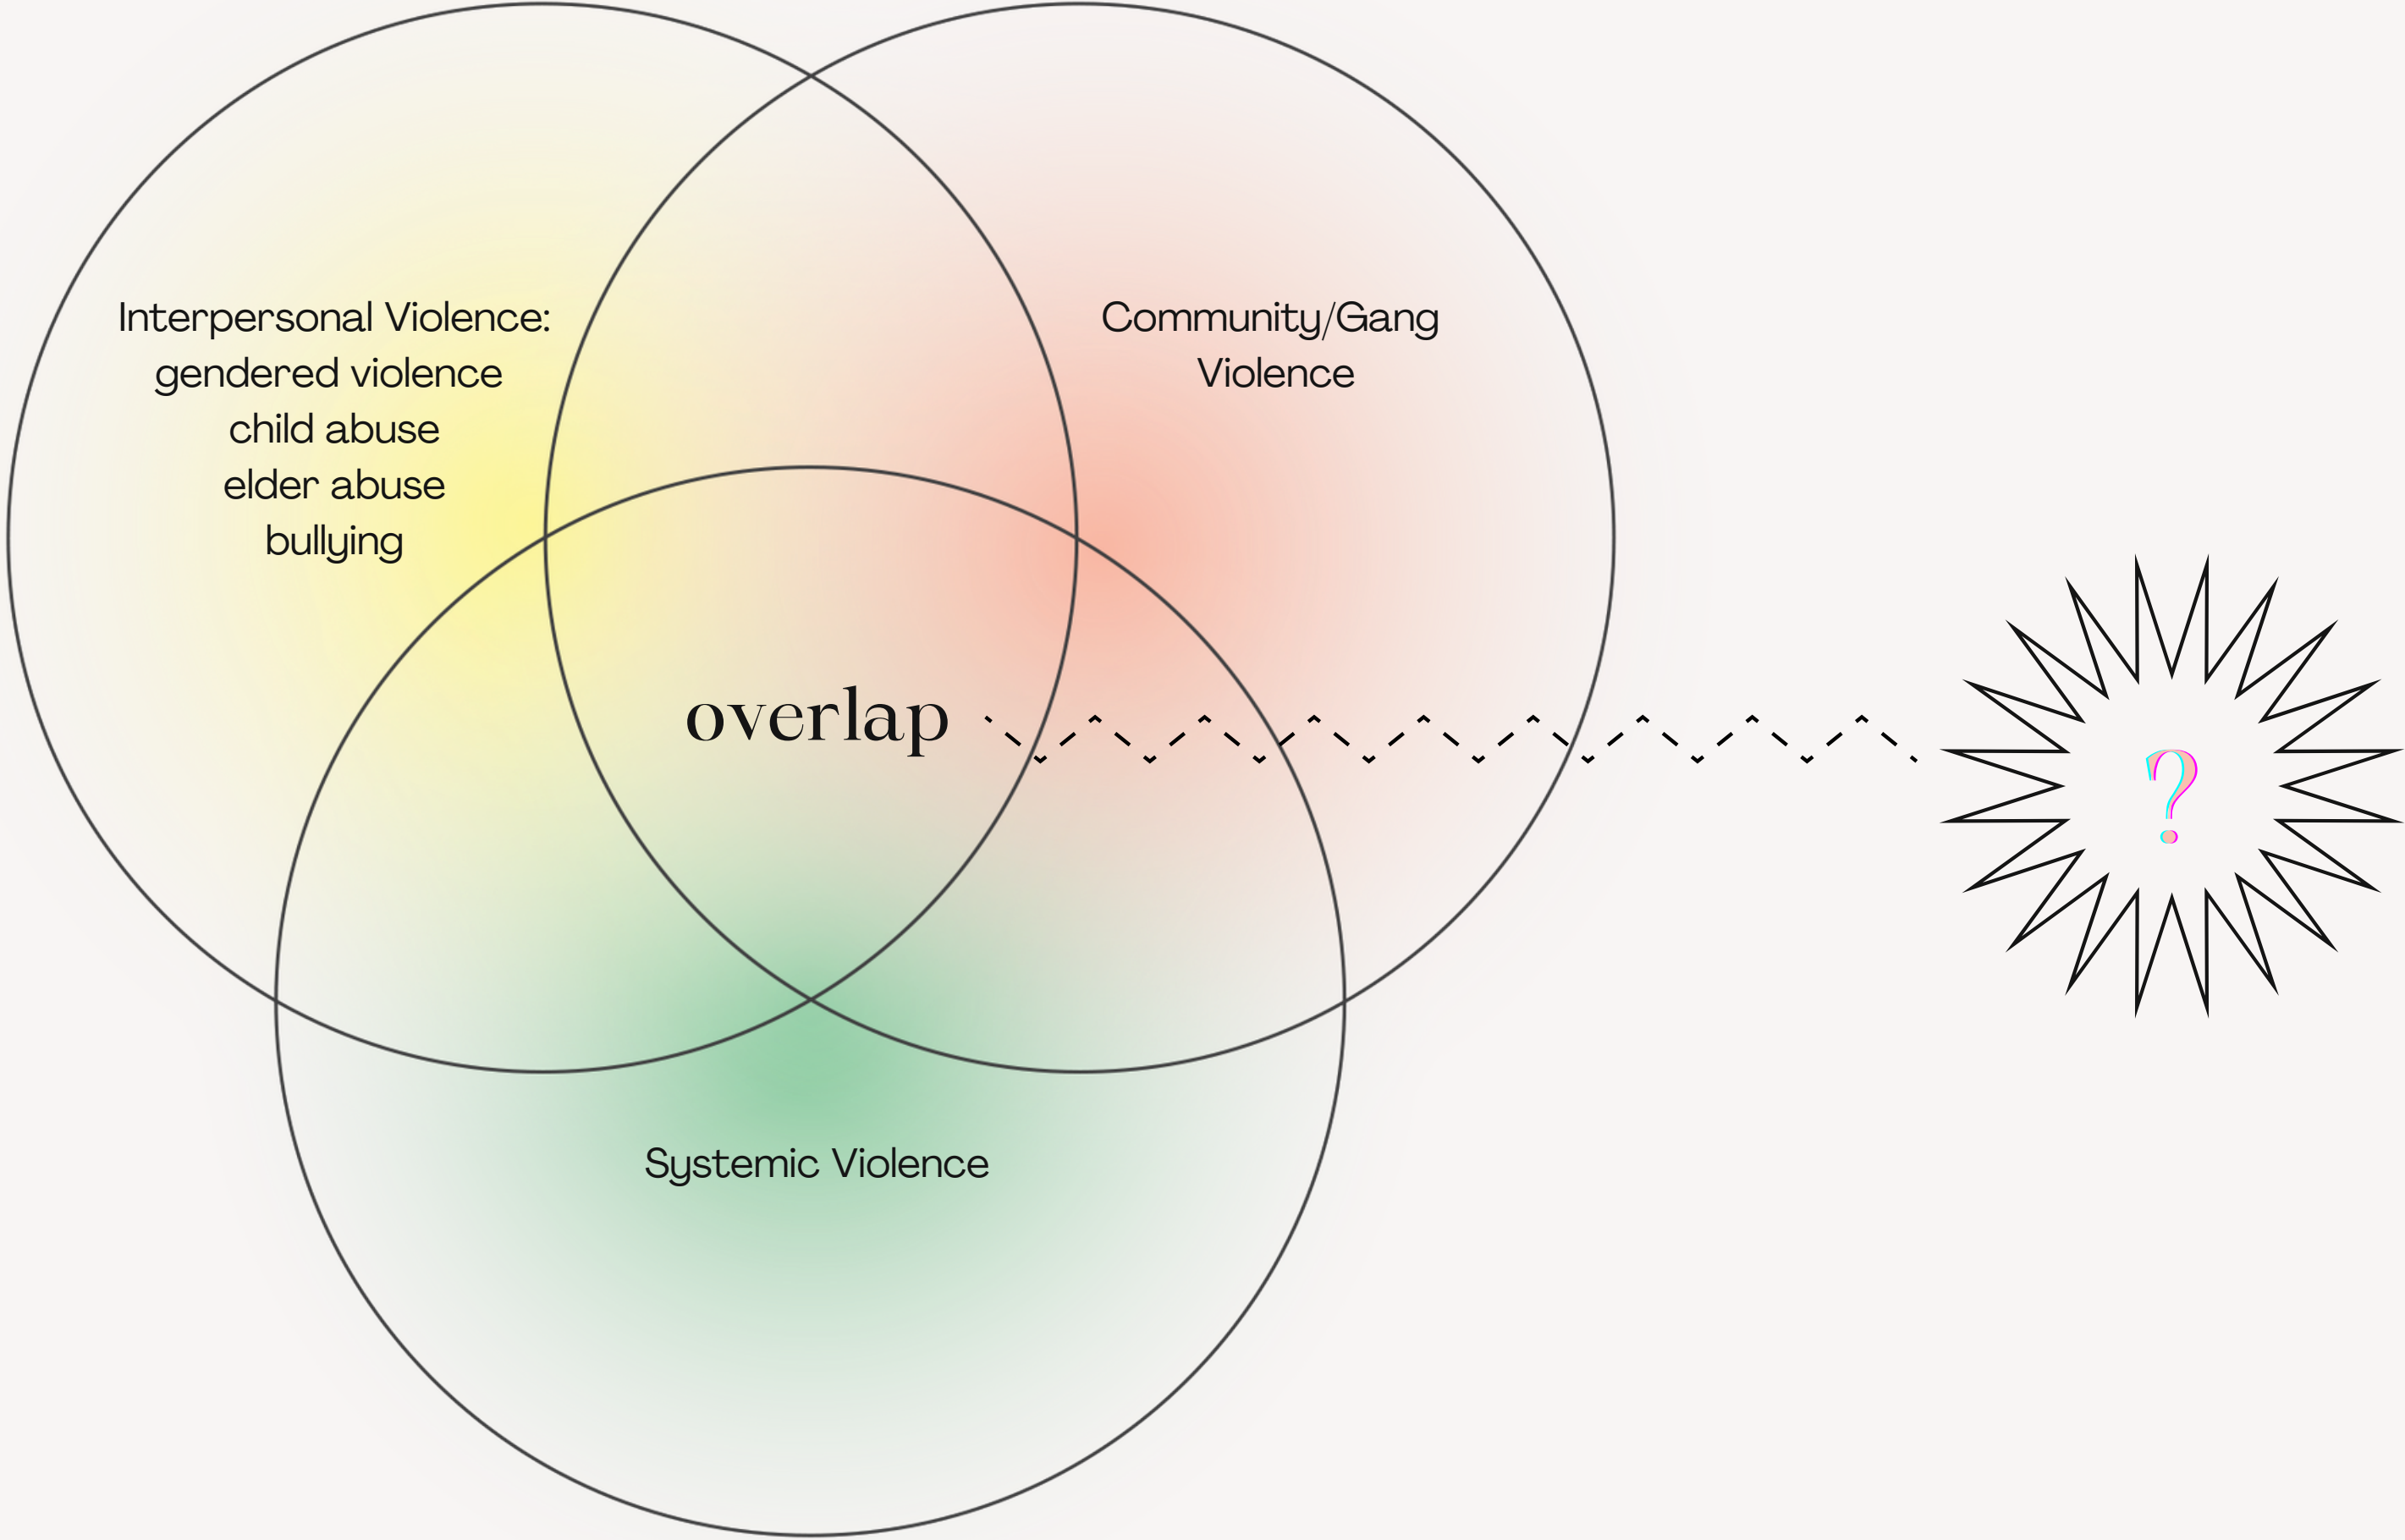 Interpersonal Violence:
gendered violence
child abuse
elder abuse
bullying
Community/Gang
Violence
overlap
?
Systemic Violence